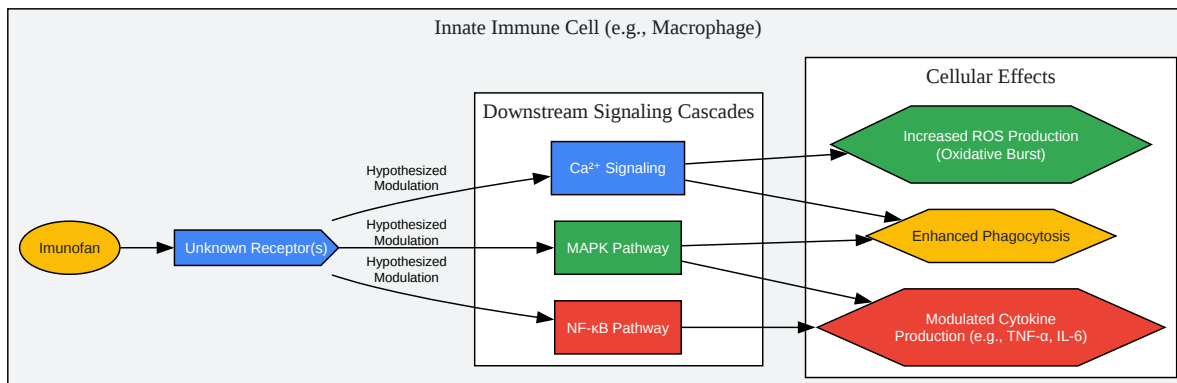 Innate Immune Cell (e.g., Macrophage)
Cellular Effects
Downstream Signaling Cascades
Increased ROS Production
(Oxidative Burst)
Ca²⁺ Signaling
Hypothesized
Modulation
Hypothesized
Modulation
Hypothesized
Modulation
Imunofan
Unknown Receptor(s)
MAPK Pathway
Enhanced Phagocytosis
NF-κB Pathway
Modulated Cytokine
Production (e.g., TNF-α, IL-6)